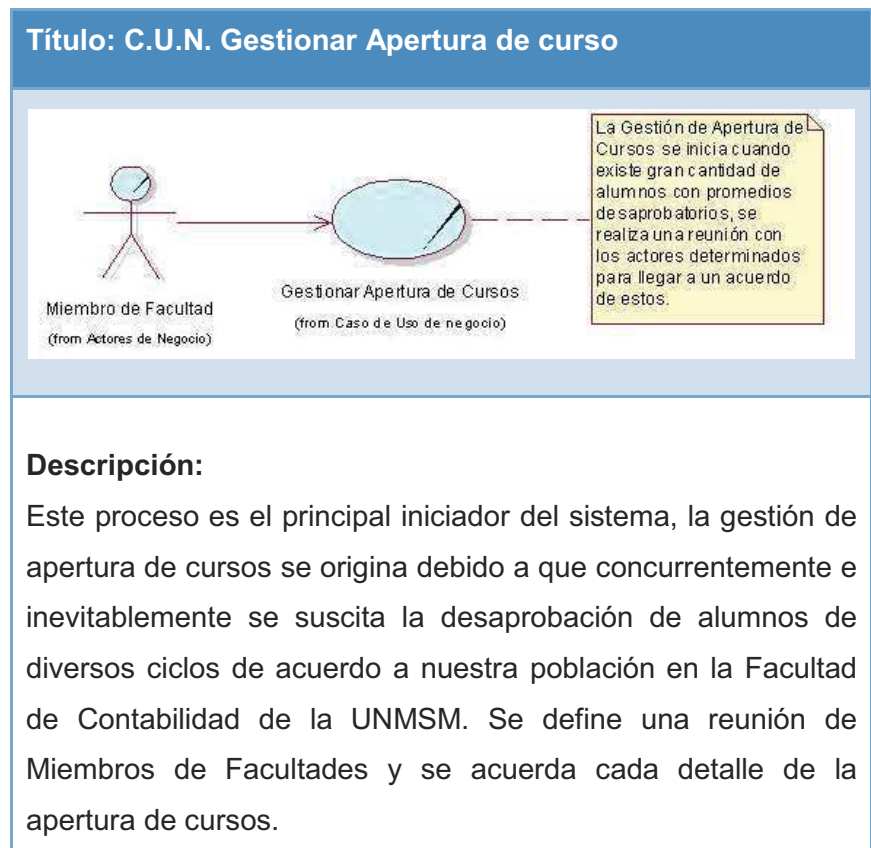 Título: C.U.N. Gestionar Apertura de curso
La Gestión de Apertura de
Cursos se inicia cuando
existe gran cantidad de
alumnos con promedios
desaprobatorios, se
realiza una reunión con
los actores determinados
para llegar a un acuerdo
de estos.
Miembro de Facultad
(from Actores de Negocio)
Gestionar Apertura de Cursos
(from Caso de Uso de negocio)
Descripción:
Este proceso es el principal iniciador del sistema, la gestión de
apertura de cursos se origina debido a que concurrentemente e
inevitablemente se suscita la desaprobación de alumnos de
diversos ciclos de acuerdo a nuestra población en la Facultad
de Contabilidad de la UNMSM. Se define una reunión de
Miembros de Facultades y se acuerda cada detalle de la
apertura de cursos.